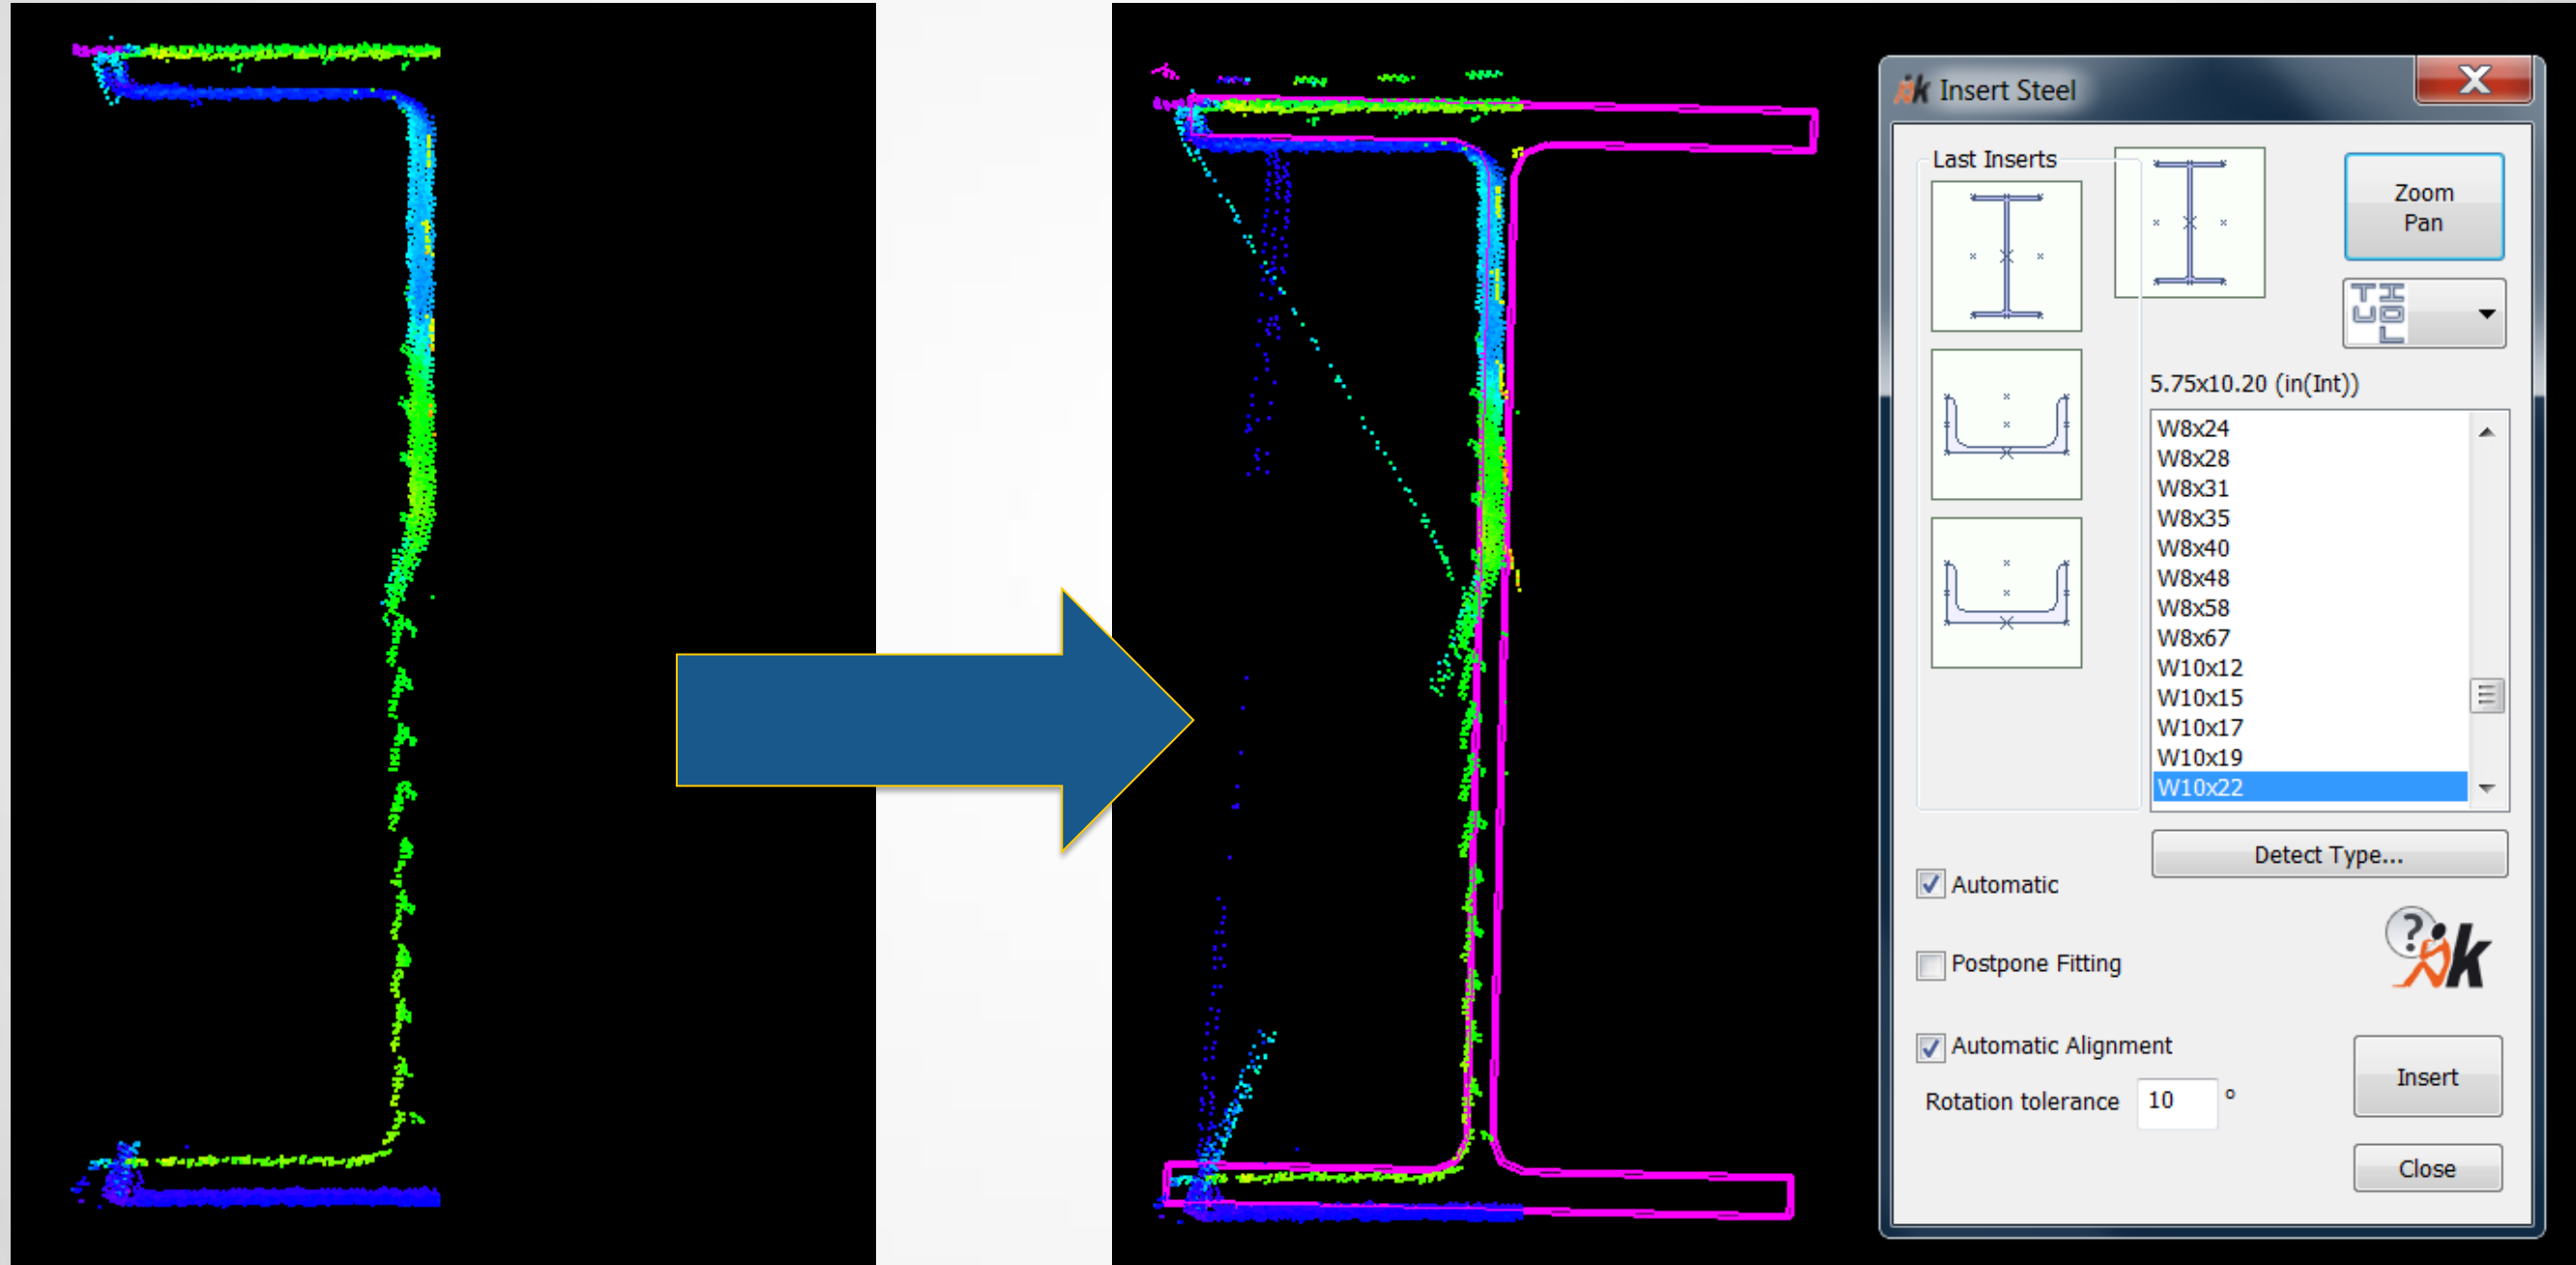 k Insert Steel
Last Inserts
Zoom
Pan
5.75x10.20 (in(Int))
W8x24
W8x28
W8x31
W8x35
W8x40
W8x48
W8x58
W8x67
W10x12
W10x15
W10x17
W10x19
W10x22
Detect Type...
Automatic
? k
Postpone Fitting
Automatic Alignment
Rotation tolerance 10 °
Insert
Close